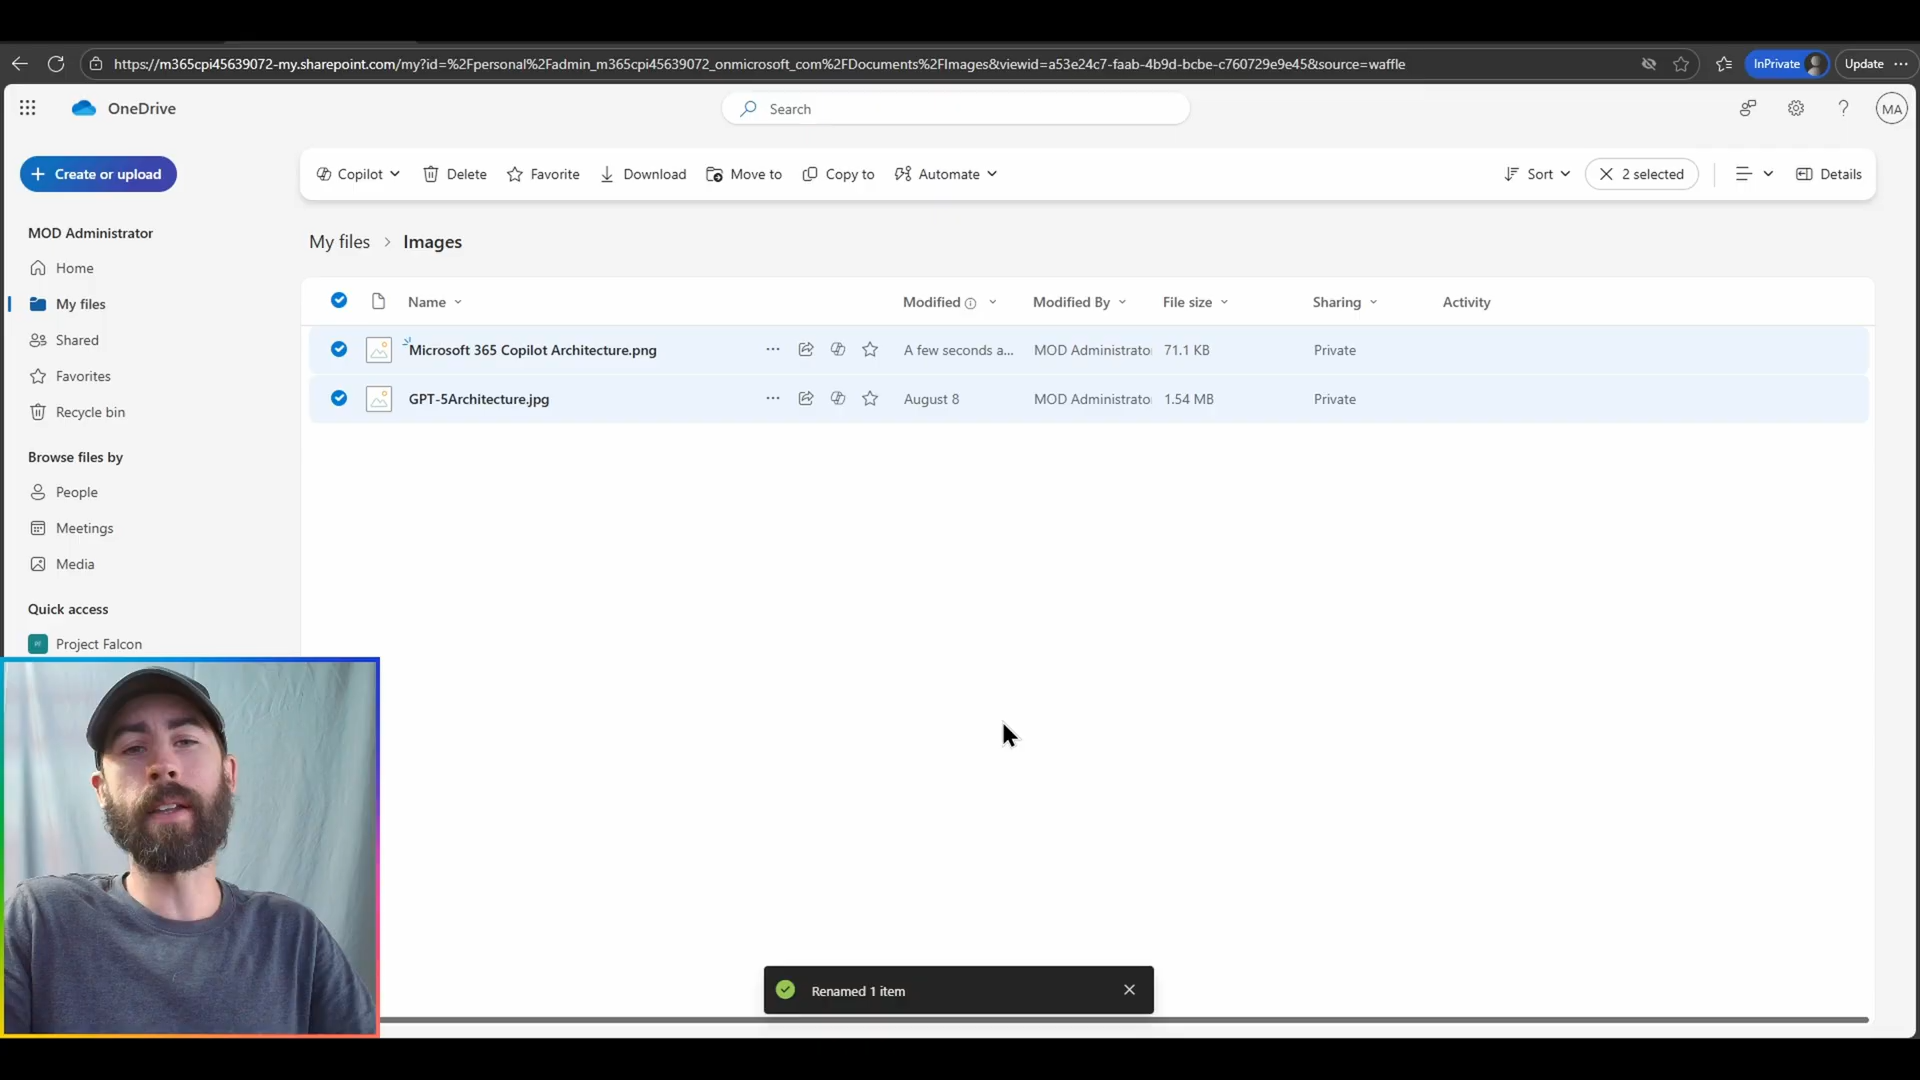 https://m365cpi45639072-my.sharepoint.com/my?id=%2Fpersonal%2Fadmin_m365cpi45639072_onmicrosoft_com%2FDocuments%2FImages&viewid=a53e24c7-faab-4b9d-bcbe-c760729e9e45&source=waffle
InPrivate
Update
OneDrive
Search
MA
Create or upload
Copilot
Delete
Favorite
Download
Move to
Copy to
Automate
Sort
2 selected
Details
MOD Administrator
Home
My files
Shared
Favorites
Recycle bin
Browse files by
People
Meetings
Media
Quick access
Project Falcon
My files > Images
Name Modified Modified By File size Sharing Activity
Microsoft 365 Copilot Architecture.png A few seconds a... MOD Administrato 71.1 KB Private
GPT-5Architecture.jpg August 8 MOD Administrato 1.54 MB Private
Renamed 1 item